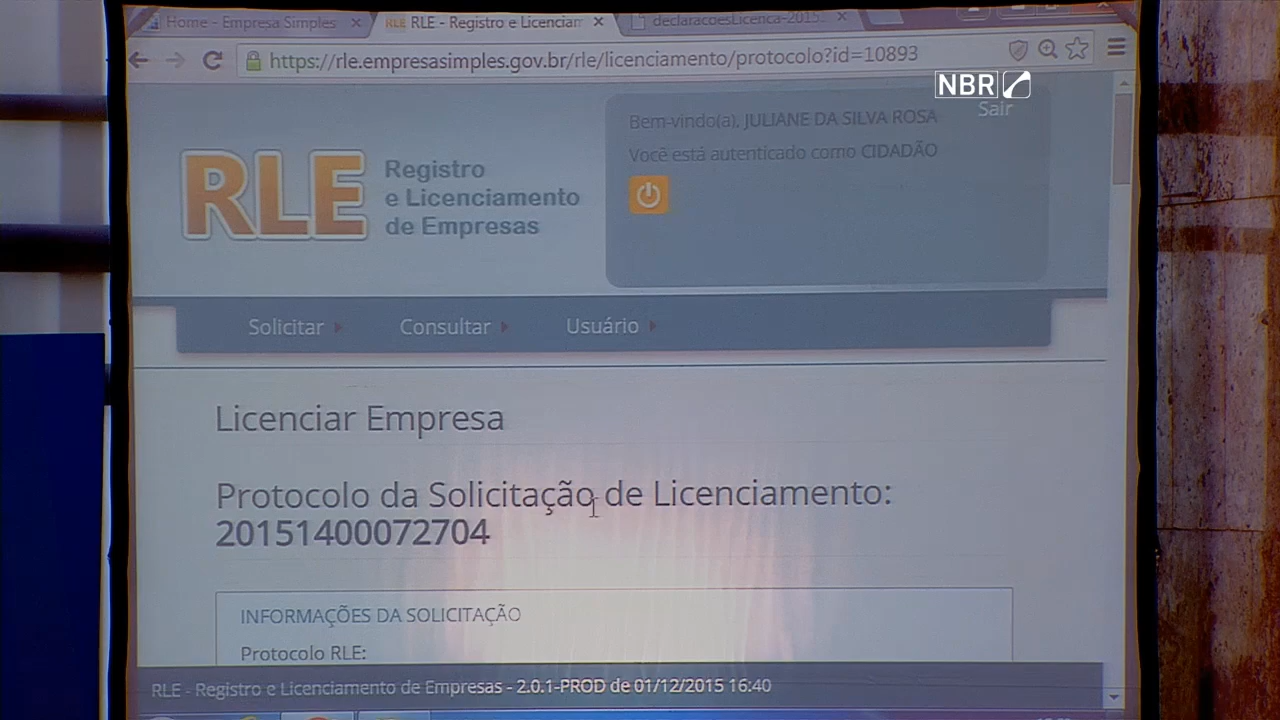 Home - Empresa Simples
RLE - Registro e Licencian
declaracoesLicenca-2015
https://rle.empresasimples.gov.br/rle/licenciamento/protocolo?id=10893
NBR
Sair
Bem-vindo(a), JULIANE DA SILVA ROSA
Você está autenticado como CIDADÃO
RLE
Registro
e Licenciamento
de Empresas
Solicitar
Consultar
Usuário
Licenciar Empresa
Protocolo da Solicitação de Licenciamento:
20151400072704
INFORMAÇÕES DA SOLICITAÇÃO
Protocolo RLE:
RLE - Registro e Licenciamento de Empresas - 2.0.1-PROD de 01/12/2015 16:40